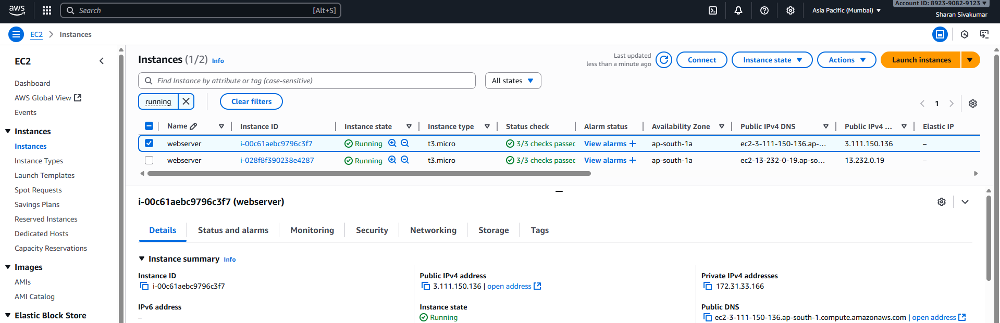 aws
Search [Alt+S]
Asia Pacific (Mumbai)
Account ID: 8923-9082-9123
Sharan Sivakumar
EC2 Instances
EC2
Dashboard
AWS Global View
Events
Instances
Instances
Instance Types
Launch Templates
Spot Requests
Savings Plans
Reserved Instances
Dedicated Hosts
Capacity Reservations
Images
AMIs
AMI Catalog
Elastic Block Store
Instances (1/2) Info
Last updated
less than a minute ago
Connect Instance state Actions Launch instances
Find Instance by attribute or tag (case-sensitive) All states
running Clear filters
1
Name Instance ID Instance state Instance type Status check Alarm status Availability Zone Public IPv4 DNS Public IPv4 ... Elastic IP
webserver i-00c61aebc9796c3f7 Running t3.micro 3/3 checks passec View alarms + ap-south-1a ec2-3-111-150-136.ap-... 3.111.150.136 –
webserver i-028f8f390238e4287 Running t3.micro 3/3 checks passec View alarms + ap-south-1a ec2-13-232-0-19.ap-so... 13.232.0.19 –
i-00c61aebc9796c3f7 (webserver)
Details Status and alarms Monitoring Security Networking Storage Tags
Instance summary Info
Instance ID
i-00c61aebc9796c3f7
IPv6 address
–
Public IPv4 address
3.111.150.136 | open address
Instance state
Running
Private IPv4 addresses
172.31.33.166
Public DNS
ec2-3-111-150-136.ap-south-1.compute.amazonaws.com | open address